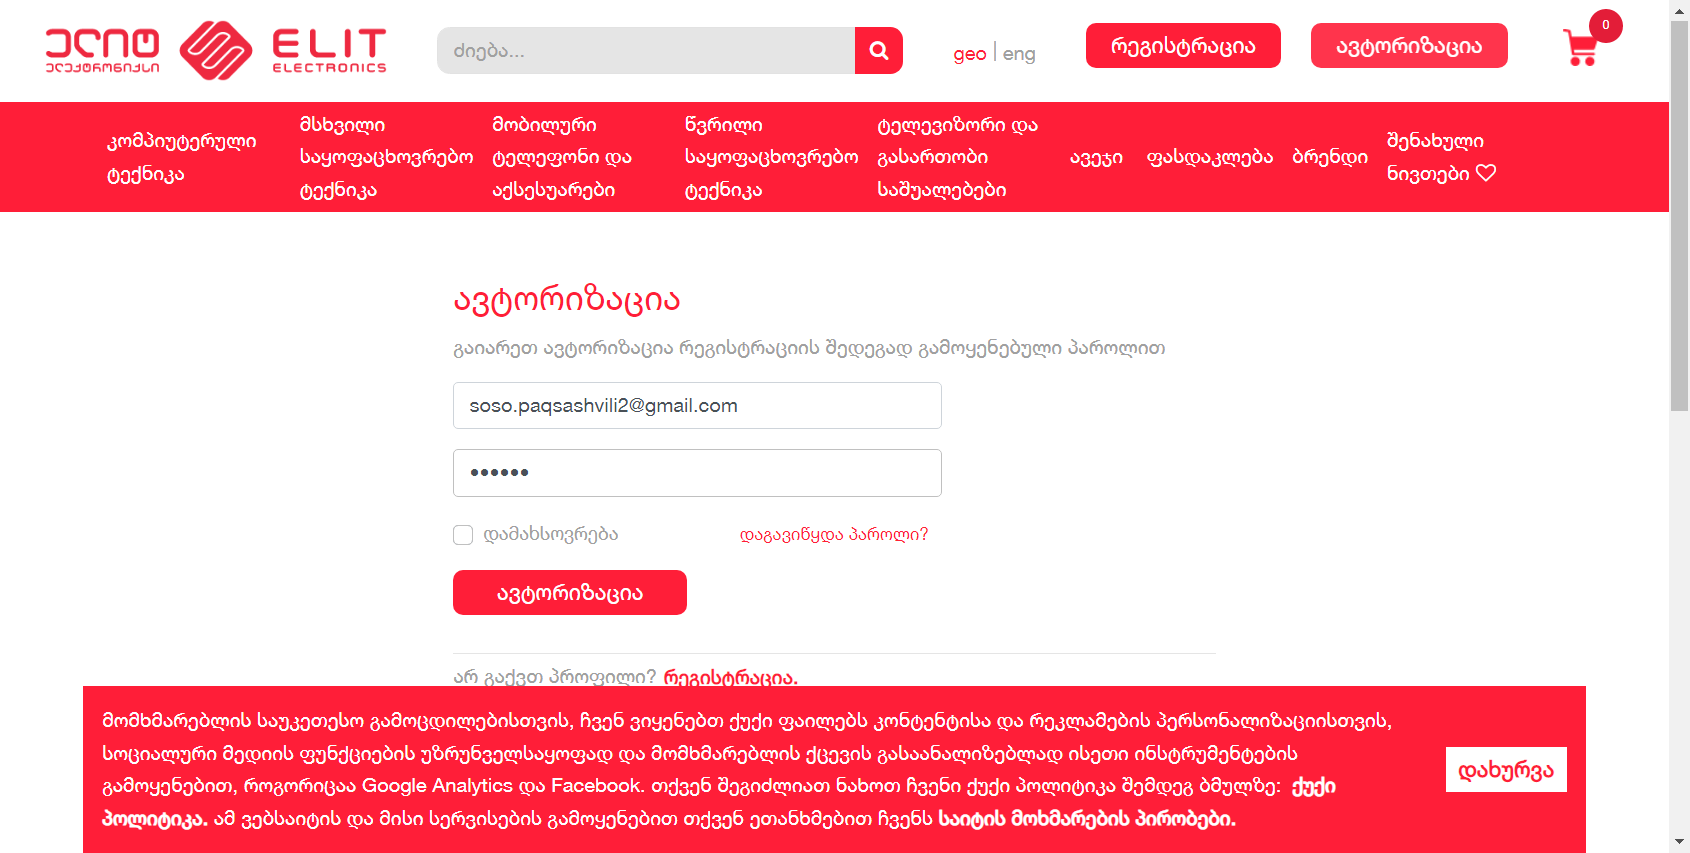 ელიტ
ელექტრონიქსი
ELIT
ELECTRONICS
ძიება...
geo | eng
რეგისტრაცია
ავტორიზაცია
0
კომპიუტერული
ტექნიკა
მსხვილი
საყოფაცხოვრებო
ტექნიკა
მობილური
ტელეფონი და
აქსესუარები
წვრილი
საყოფაცხოვრებო
ტექნიკა
ტელევიზორი და
გასართობი
საშუალებები
ავეჯი
ფასდაკლება
ბრენდი
შენახული
ნივთები
ავტორიზაცია
გაიარეთ ავტორიზაცია რეგისტრაციის შედეგად გამოყენებული პაროლით
soso.paqsashvili2@gmail.com
••••••
დამახსოვრება
დაგავიწყდა პაროლი?
ავტორიზაცია
არ გაქვთ პროფილი? რეგისტრაცია.
მომხმარებლის საუკეთესო გამოცდილებისთვის, ჩვენ ვიყენებთ ქუქი ფაილებს კონტენტისა და რეკლამების პერსონალიზაციისთვის,
სოციალური მედიის ფუნქციების უზრუნველსაყოფად და მომხმარებლის ქცევის გასაანალიზებლად ისეთი ინსტრუმენტების
გამოყენებით, როგორიცაა Google Analytics და Facebook. თქვენ შეგიძლიათ ნახოთ ჩვენი ქუქი პოლიტიკა შემდეგ ბმულზე: ქუქი
პოლიტიკა. ამ ვებსაიტის და მისი სერვისების გამოყენებით თქვენ ეთანხმებით ჩვენს საიტის მოხმარების პირობები.
დახურვა